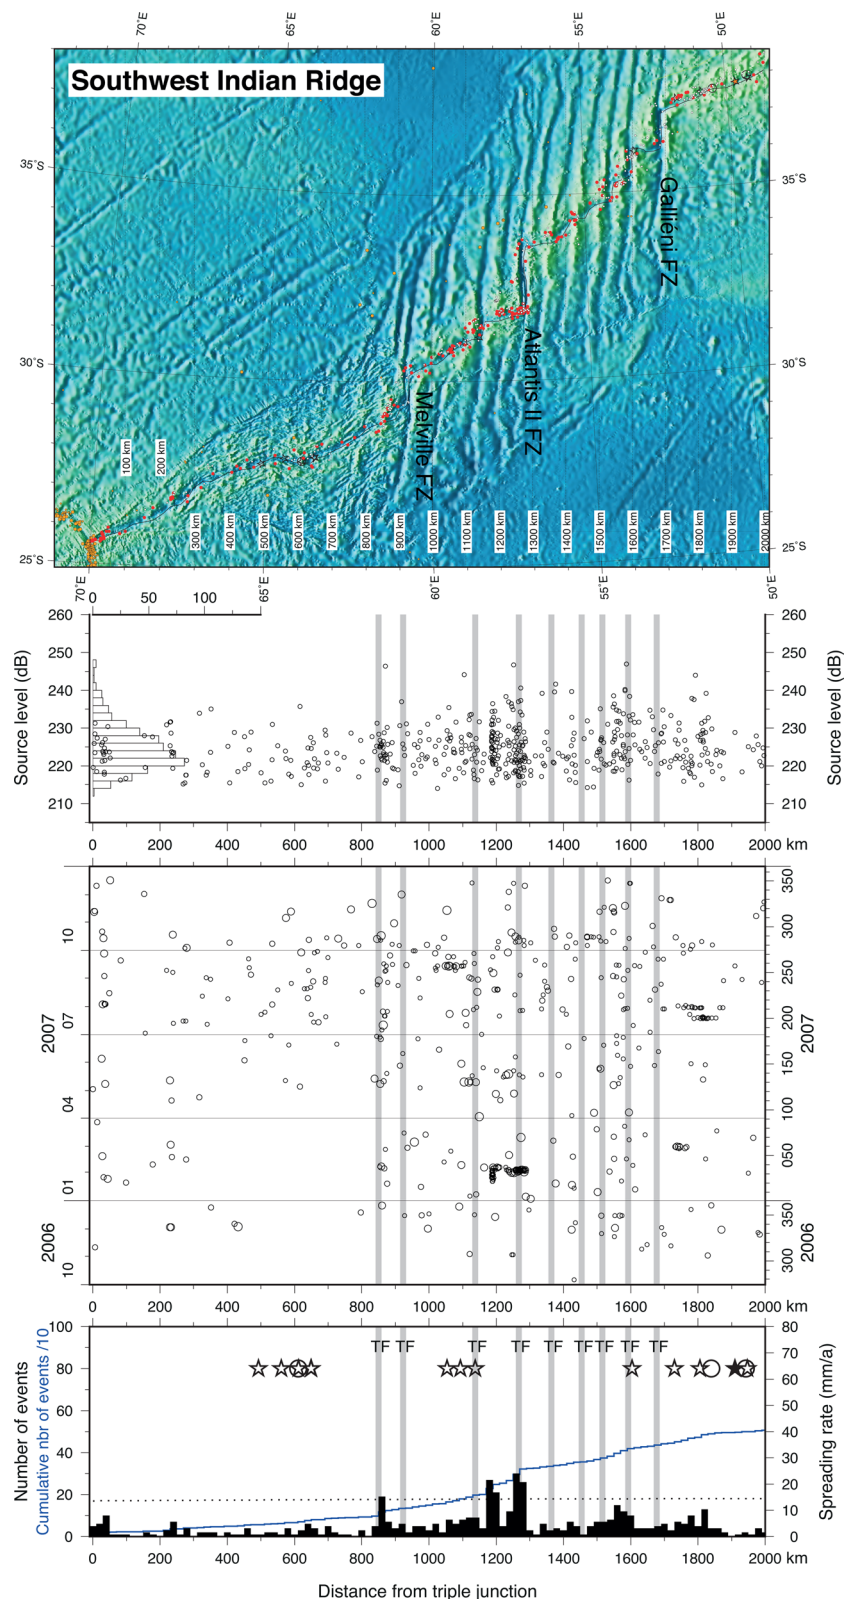 70˚E
65˚E
60˚E
55˚E
50˚E
Southwest Indian Ridge
35˚S
35˚S
Galliéni FZ
Atlantis II FZ
30˚S
30˚S
Melville FZ
100 km
200 km
300 km
400 km
500 km
600 km
700 km
800 km
900 km
1000 km
1100 km
1200 km
1300 km
1400 km
1500 km
1600 km
1700 km
1800 km
1900 km
2000 km
25˚S
25˚S
70˚E
65˚E
60˚E
55˚E
50˚E
0 50 100 150
260 260
250 250
240 240
230 230
220 220
210 210
Source level (dB)
Source level (dB)
0 200 400 600 800 1000 1200 1400 1600 1800 2000 km
10
07
04
01
10
2007
2006
350
300
250
200
150
100
050
350
300
2007
2006
0 200 400 600 800 1000 1200 1400 1600 1800 2000 km
100
80
60
40
20
0
Number of events
Cumulative nbr of events /10
TF TF TF TF TF TF TF TF TF
80
70
60
50
40
30
20
10
0
Spreading rate (mm/a)
0 200 400 600 800 1000 1200 1400 1600 1800 2000 km
Distance from triple junction